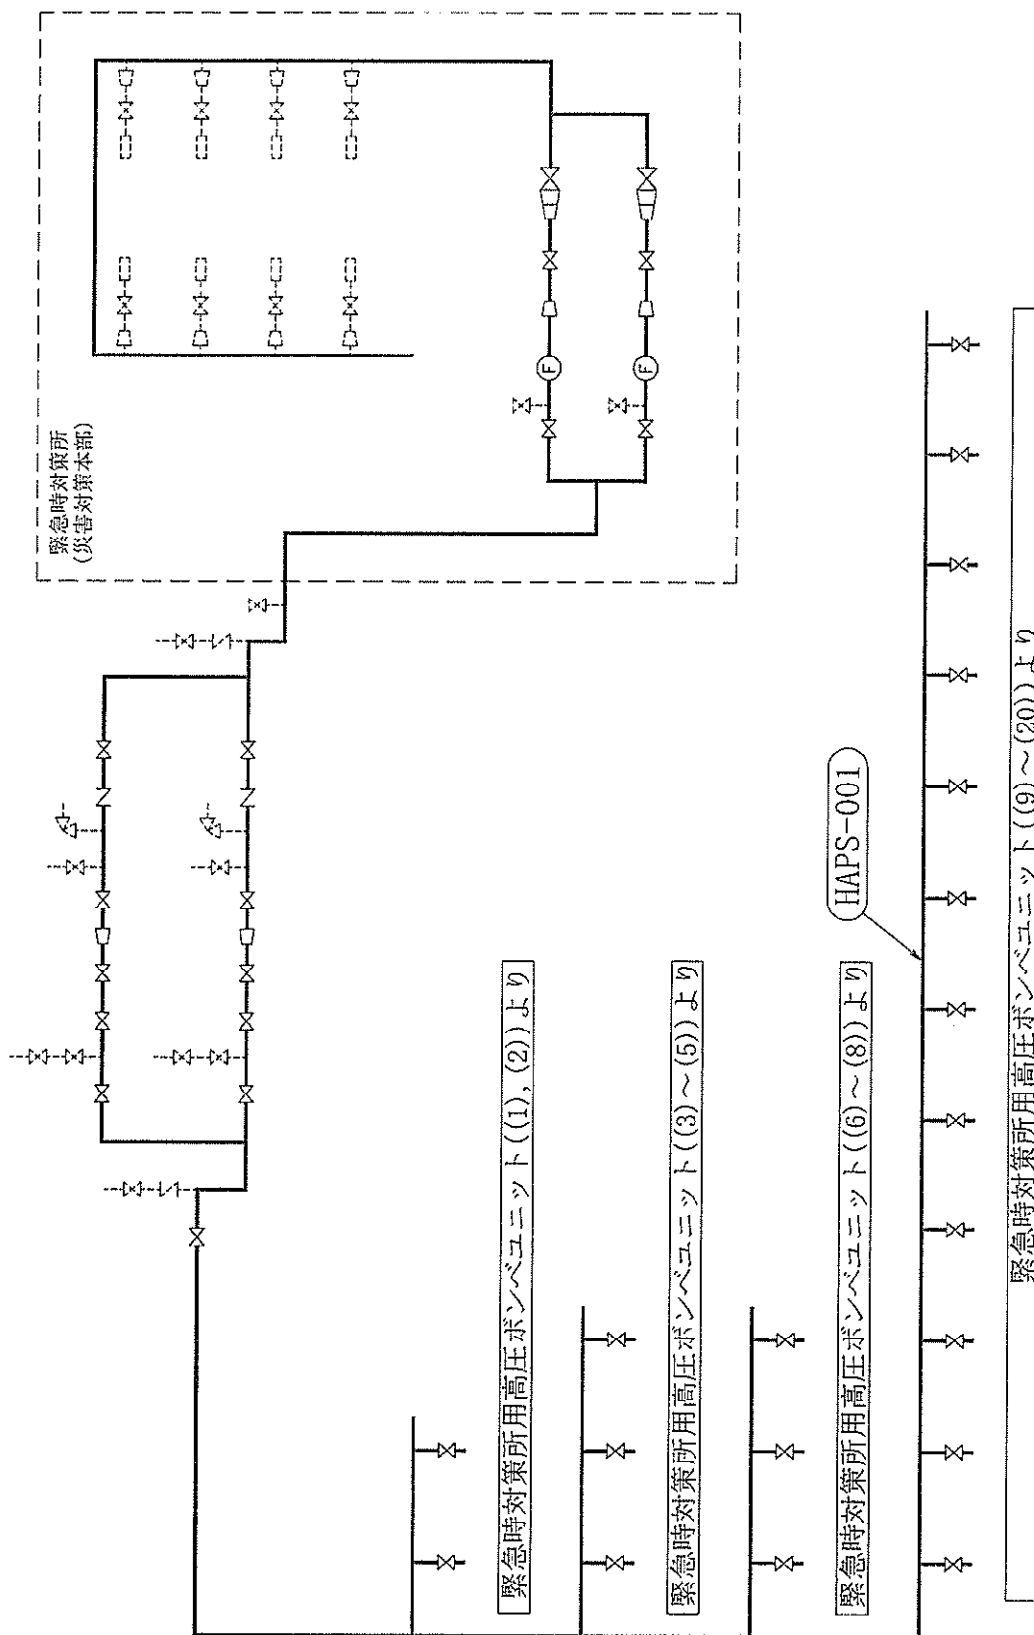 緊急時対策所
(災害対策本部)
F
F
緊急時対策所用高圧ボンベユニット((1),(2))より
緊急時対策所用高圧ボンベユニット((3)～(5))より
緊急時対策所用高圧ボンベユニット((6)～(8))より
HAPS-001
緊急時対策所用高圧ボンベユニット((9)～(20))より